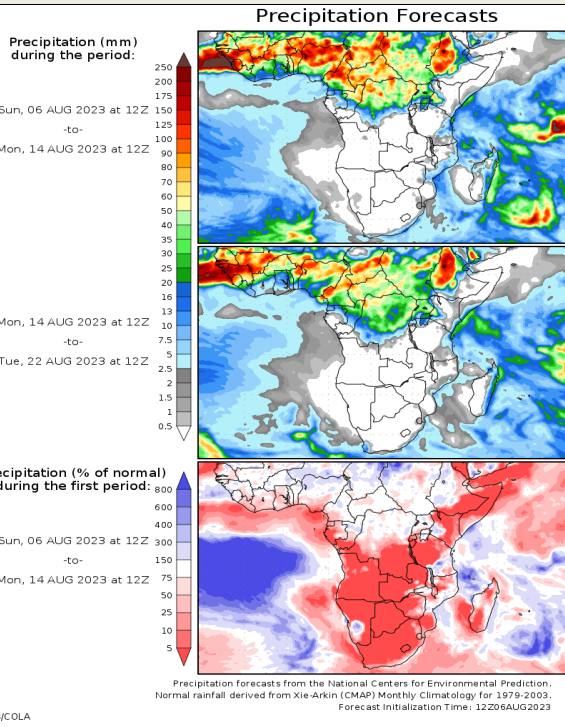 Precipitation Forecasts
Precipitation (mm)
during the period:
250
200
175
150
125
100
90
80
70
60
50
40
35
30
25
20
16
13
10
7.5
5
2.5
2
1.5
1
0.5
Sun, 06 AUG 2023 at 12Z
-to-
Mon, 14 AUG 2023 at 12Z
Mon, 14 AUG 2023 at 12Z
-to-
Tue, 22 AUG 2023 at 12Z
ecipitation (% of normal)
during the first period:
800
600
400
300
150
75
50
25
10
5
Sun, 06 AUG 2023 at 12Z
-to-
Mon, 14 AUG 2023 at 12Z
Precipitation forecasts from the National Centers for Environmental Prediction.
Normal rainfall derived from Xie-Arkin (CMAP) Monthly Climatology for 1979-2003.
Forecast Initialization Time: 12Z06AUG2023
/COLA